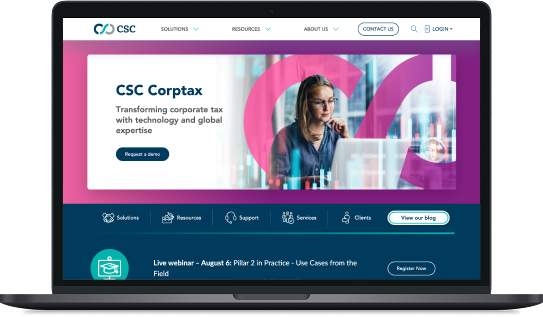 CSC
SOLUTIONS RESOURCES ABOUT US CONTACT US LOGIN
CSC Corptax
Transforming corporate tax
with technology and global
expertise
Request a demo
Solutions Resources Support Services Clients View our blog
Live webinar – August 6: Pillar 2 in Practice - Use Cases from the
Field
Register Now